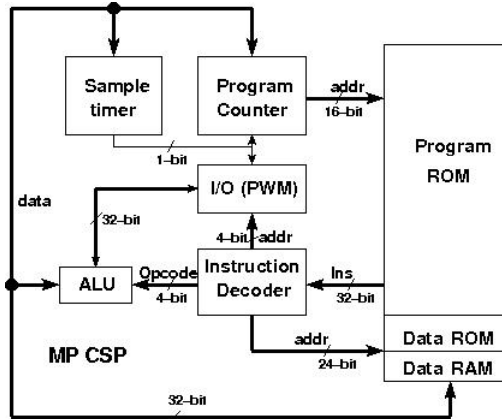 Sample
timer
Program
Counter
addr
16-bit
1-bit
Program
ROM
I/O (PWM)
data
32-bit
4-bit addr
Opcode
4-bit
ALU
Instruction
Decoder
Ins
32-bit
addr
24-bit
Data ROM
Data RAM
MP CSP
32-bit